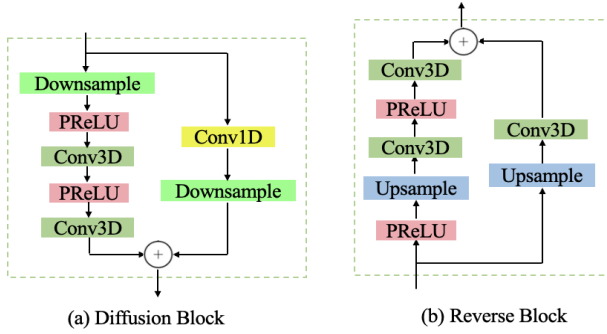 Downsample
PReLU
Conv3D
PReLU
Conv3D
Conv1D
Downsample
+
(a) Diffusion Block
+
Conv3D
PReLU
Conv3D
Upsample
PReLU
Conv3D
Upsample
(b) Reverse Block